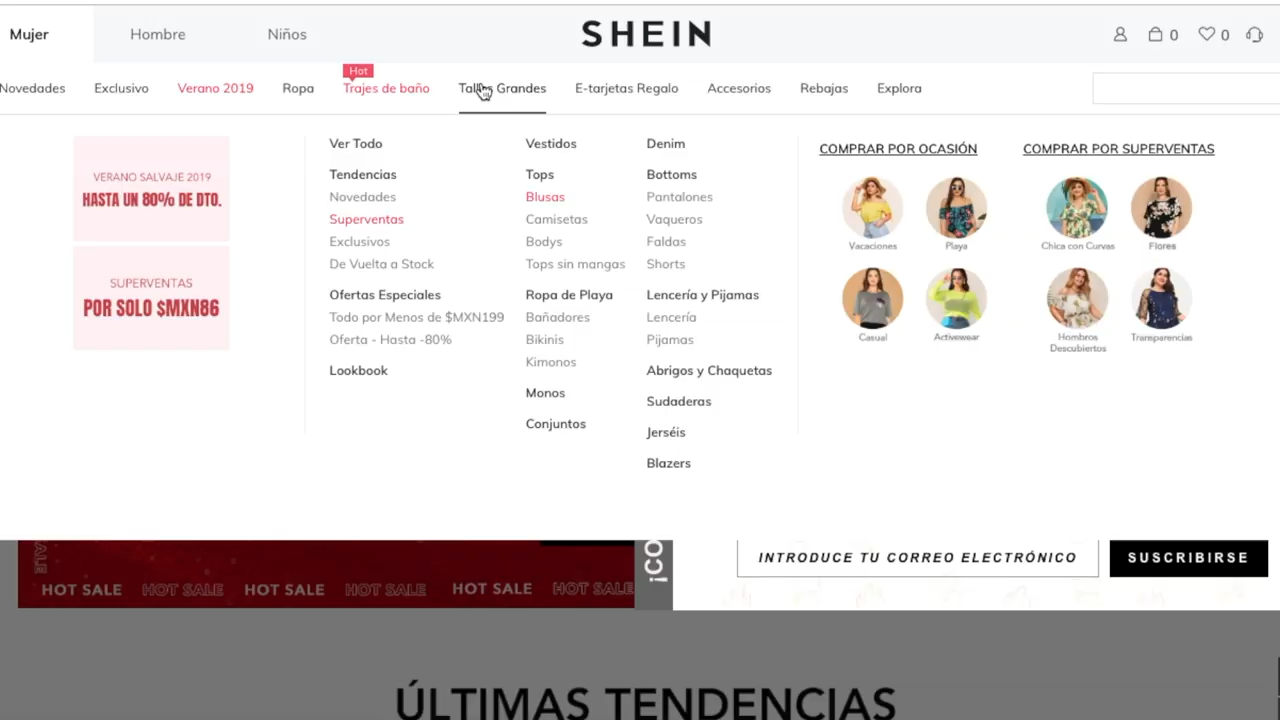 Mujer
Hombre
Niños
SHEIN
0
0
Hot
Novedades
Exclusivo
Verano 2019
Ropa
Trajes de baño
Tallas Grandes
E-tarjetas Regalo
Accesorios
Rebajas
Explora
VERANO SALVAJE 2019
HASTA UN 80% DE DTO.
SUPERVENTAS
POR SOLO $MXN86
Ver Todo
Tendencias
Novedades
Superventas
Exclusivos
De Vuelta a Stock
Ofertas Especiales
Todo por Menos de $MXN199
Oferta - Hasta -80%
Lookbook
Vestidos
Tops
Blusas
Camisetas
Bodys
Tops sin mangas
Ropa de Playa
Bañadores
Bikinis
Kimonos
Monos
Conjuntos
Denim
Bottoms
Pantalones
Vaqueros
Faldas
Shorts
Lencería y Pijamas
Lencería
Pijamas
Abrigos y Chaquetas
Sudaderas
Jerséis
Blazers
COMPRAR POR OCASIÓN
Vacaciones
Playa
Casual
Activewear
COMPRAR POR SUPERVENTAS
Chica con Curvas
Flores
Hombros
Descubiertos
Transparencias
HOT SALE HOT SALE HOT SALE HOT SALE HOT SALE HOT SALE
¡CO
INTRODUCE TU CORREO ELECTRÓNICO
SUSCRIBIRSE
ÚLTIMAS TENDENCIAS